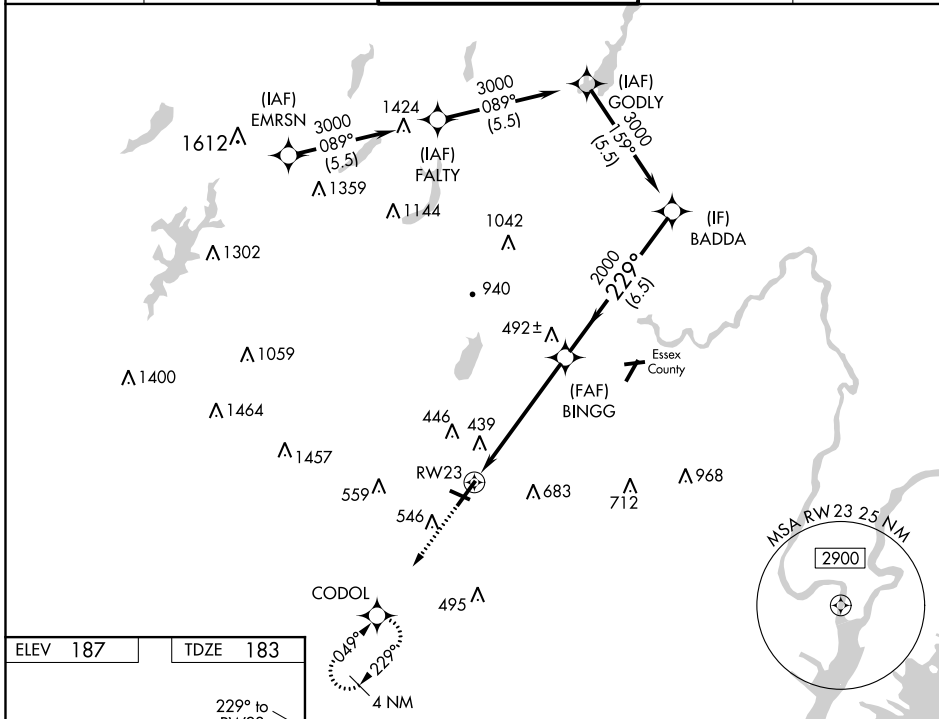 3000
(IAF)
GODLY
089°
(5.5)
(IAF)
EMRSN
1424
3000
089°
(5.5)
3000
159°
(5.5)
1612
(IAF)
FALTY
1359
1144
1042
(IF)
BADDA
1302
2000
229°
(6.5)
940
492±
1059
Essex
County
1400
(FAF)
BINGG
1464
446
439
1457
RW23
559
683
712
968
546
MSA RW 23 25 NM
2900
CODOL
495
049°
229°
4 NM
ELEV 187
TDZE 183
229° to
RW23